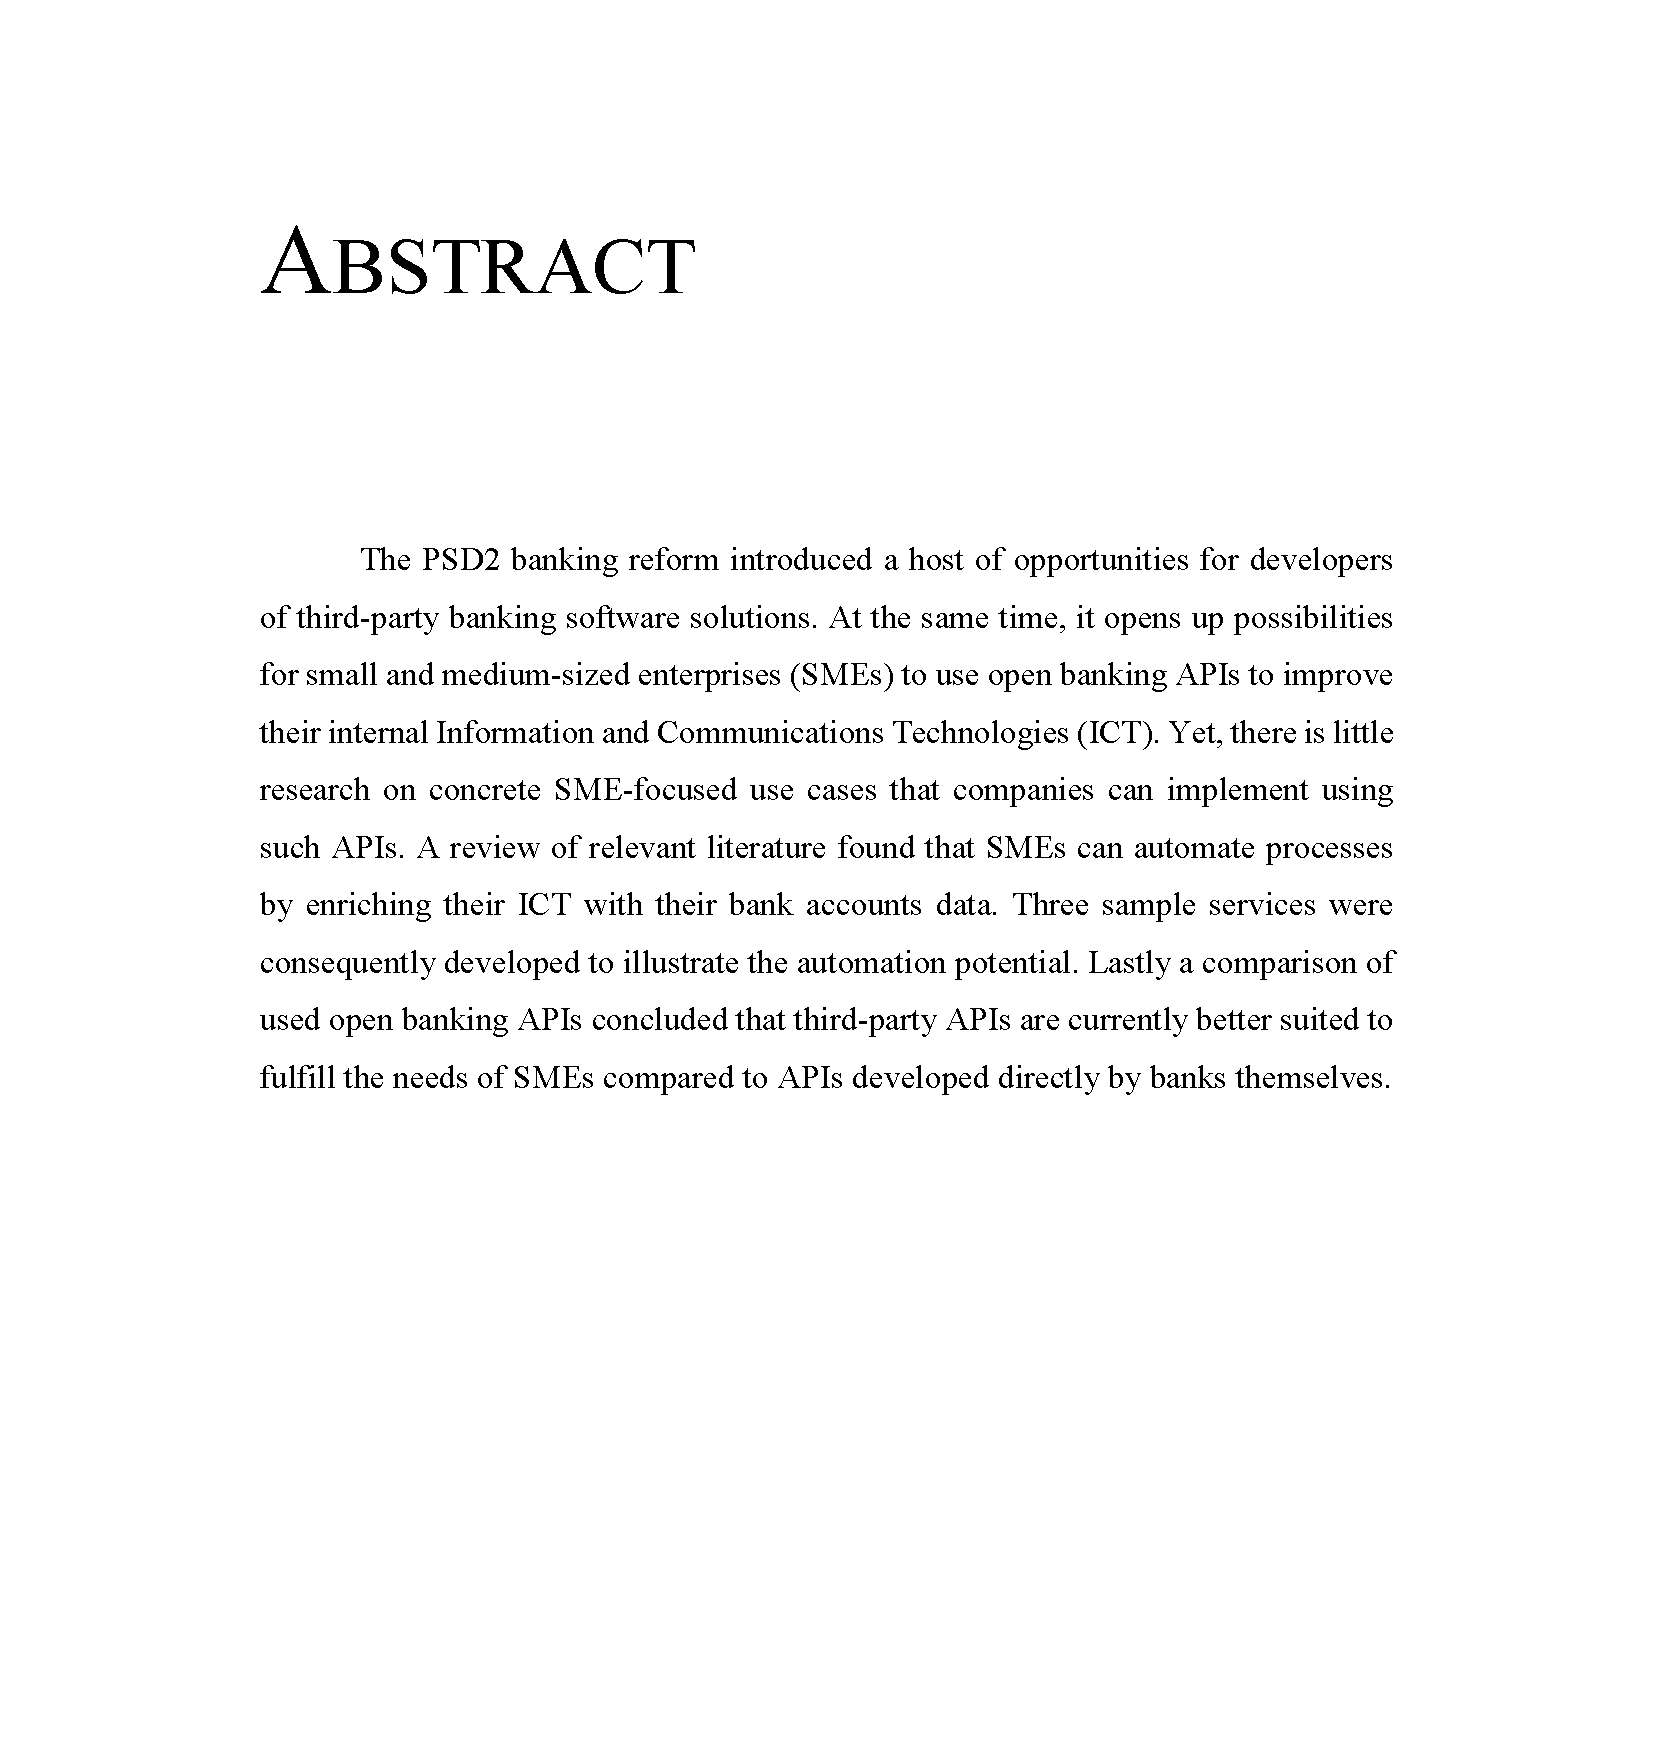 ABSTRACT
The PSD2 banking reform introduced a host of opportunities for developers
of third-party banking software solutions. At the same time, it opens up possibilities
for small and medium-sized enterprises (SMEs) to use open banking APIs to improve
their internal Information and Communications Technologies (ICT). Yet, there is little
research on concrete SME-focused use cases that companies can implement using
such APIs. A review of relevant literature found that SMEs can automate processes
by enriching their ICT with their bank accounts data. Three sample services were
consequently developed to illustrate the automation potential. Lastly a comparison of
used open banking APIs concluded that third-party APIs are currently better suited to
fulfill the needs of SMEs compared to APIs developed directly by banks themselves.